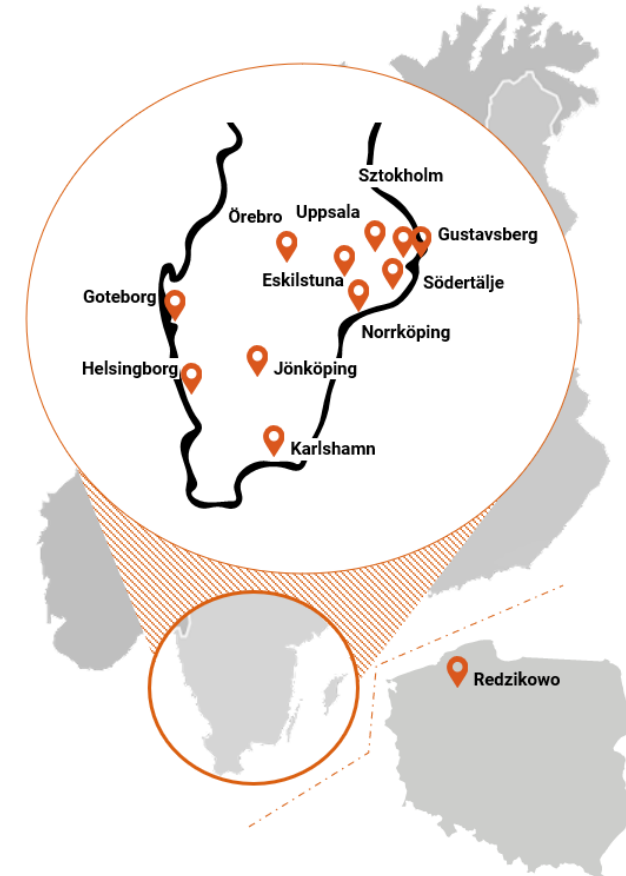 Sztokholm
Örebro
Uppsala
Gustavsberg
Eskilstuna
Södertälje
Goteborg
Norrköping
Helsingborg
Jönköping
Karlshamn
Redzikowo